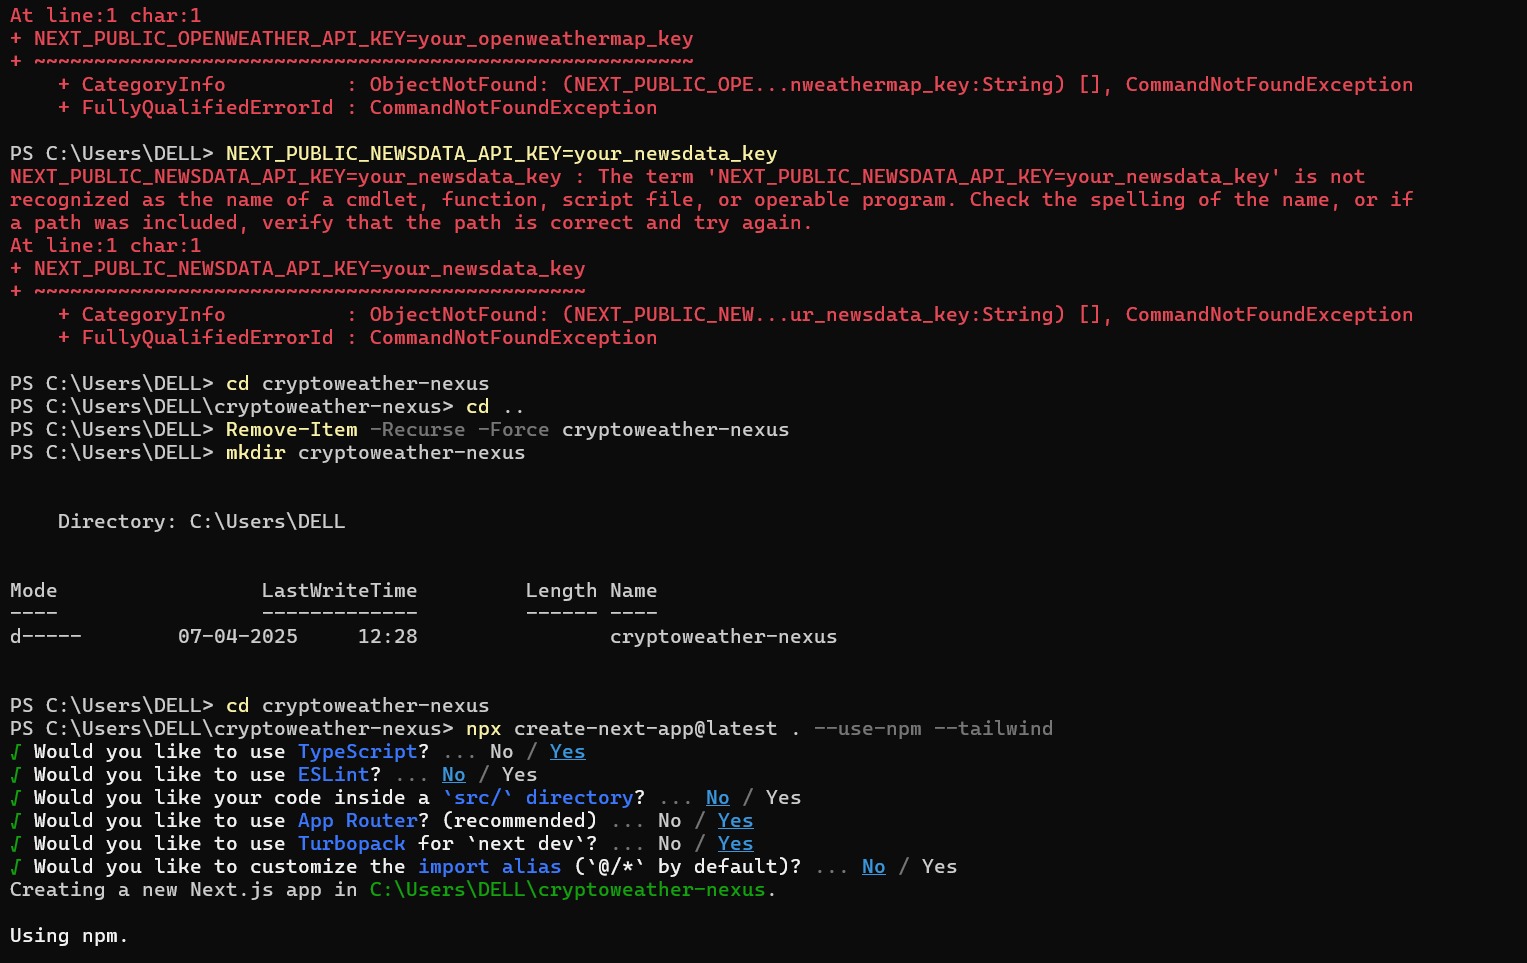 At line:1 char:1
+ NEXT_PUBLIC_OPENWEATHER_API_KEY=your_openweathermap_key
+ ~~~~~~~~~~~~~~~~~~~~~~~~~~~~~~~~~~~~~~~~~~~~~~~~~~~~~~~
    + CategoryInfo          : ObjectNotFound: (NEXT_PUBLIC_OPE...nweathermap_key:String) [], CommandNotFoundException
    + FullyQualifiedErrorId : CommandNotFoundException
PS C:\Users\DELL> NEXT_PUBLIC_NEWSDATA_API_KEY=your_newsdata_key
NEXT_PUBLIC_NEWSDATA_API_KEY=your_newsdata_key : The term 'NEXT_PUBLIC_NEWSDATA_API_KEY=your_newsdata_key' is not
recognized as the name of a cmdlet, function, script file, or operable program. Check the spelling of the name, or if
a path was included, verify that the path is correct and try again.
At line:1 char:1
+ NEXT_PUBLIC_NEWSDATA_API_KEY=your_newsdata_key
+ ~~~~~~~~~~~~~~~~~~~~~~~~~~~~~~~~~~~~~~~~~~~~~~
    + CategoryInfo          : ObjectNotFound: (NEXT_PUBLIC_NEW...ur_newsdata_key:String) [], CommandNotFoundException
    + FullyQualifiedErrorId : CommandNotFoundException
PS C:\Users\DELL> cd cryptoweather-nexus
PS C:\Users\DELL\cryptoweather-nexus> cd ..
PS C:\Users\DELL> Remove-Item -Recurse -Force cryptoweather-nexus
PS C:\Users\DELL> mkdir cryptoweather-nexus
    Directory: C:\Users\DELL
Mode                 LastWriteTime         Length Name
----                 -------------         ------ ----
d-----        07-04-2025     12:28                cryptoweather-nexus
PS C:\Users\DELL> cd cryptoweather-nexus
PS C:\Users\DELL\cryptoweather-nexus> npx create-next-app@latest . --use-npm --tailwind
√ Would you like to use TypeScript? ... No / Yes
√ Would you like to use ESLint? ... No / Yes
√ Would you like your code inside a `src/` directory? ... No / Yes
√ Would you like to use App Router? (recommended) ... No / Yes
√ Would you like to use Turbopack for `next dev`? ... No / Yes
√ Would you like to customize the import alias (`@/*` by default)? ... No / Yes
Creating a new Next.js app in C:\Users\DELL\cryptoweather-nexus.
Using npm.